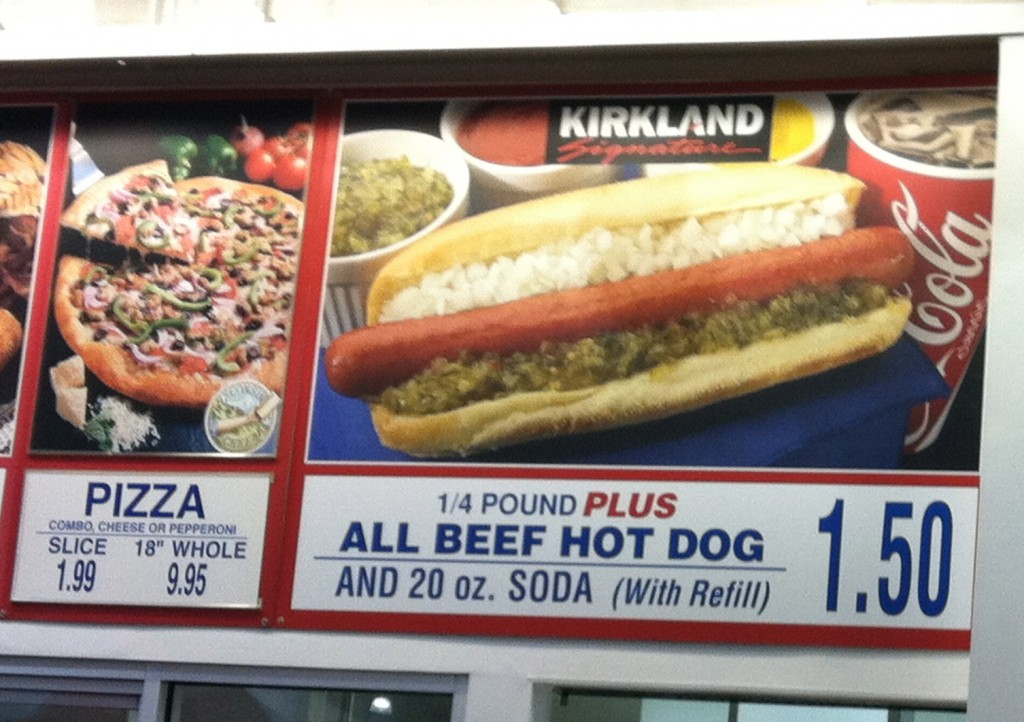 KIRKLAND
Signature
Coca-Cola
PIZZA
COMBO, CHEESE OR PEPPERONI
SLICE 18" WHOLE
1.99 9.95
1/4 POUND PLUS
ALL BEEF HOT DOG
AND 20 oz. SODA (With Refill)
1.50